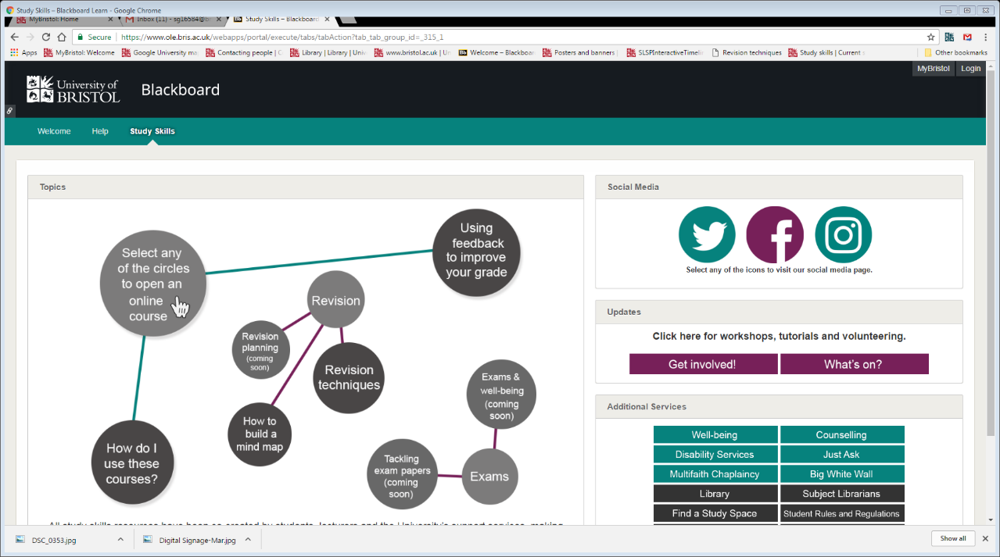 Study Skills – Blackboard Learn - Google Chrome
MyBristol: Home
Inbox (11) - sg16584@
Study Skills – Blackboard
Secure
https://www.ole.bris.ac.uk/webapps/portal/execute/tabs/tabAction?tab_tab_group_id=_315_1
Apps
MyBristol: Welcome
Google University ma
Contacting people | C
Library | Library | Univ
www.bristol.ac.uk | Un
Welcome – Blackboar
Posters and banners |
SLSPInteractiveTimeli
Revision techniques
Study skills | Current s
Other bookmarks
MyBristol
Login
University of
BRISTOL
Blackboard
Welcome
Help
Study Skills
Topics
Select any
of the circles
to open an
online
course
Using
feedback
to improve
your grade
Revision
Revision
planning
(coming
soon)
Revision
techniques
How to
build a
mind map
Exams &
well-being
(coming
soon)
How do I
use these
courses?
Tackling
exam papers
(coming
soon)
Exams
All study skills resources have been co-created by students, lecturers and the University's support services, making
Social Media
Select any of the icons to visit our social media page.
Updates
Click here for workshops, tutorials and volunteering.
Get involved!
What's on?
Additional Services
Well-being
Counselling
Disability Services
Just Ask
Multifaith Chaplaincy
Big White Wall
Library
Subject Librarians
Find a Study Space
Student Rules and Regulations
DSC_0353.jpg
Digital Signage-Mar.jpg
Show all